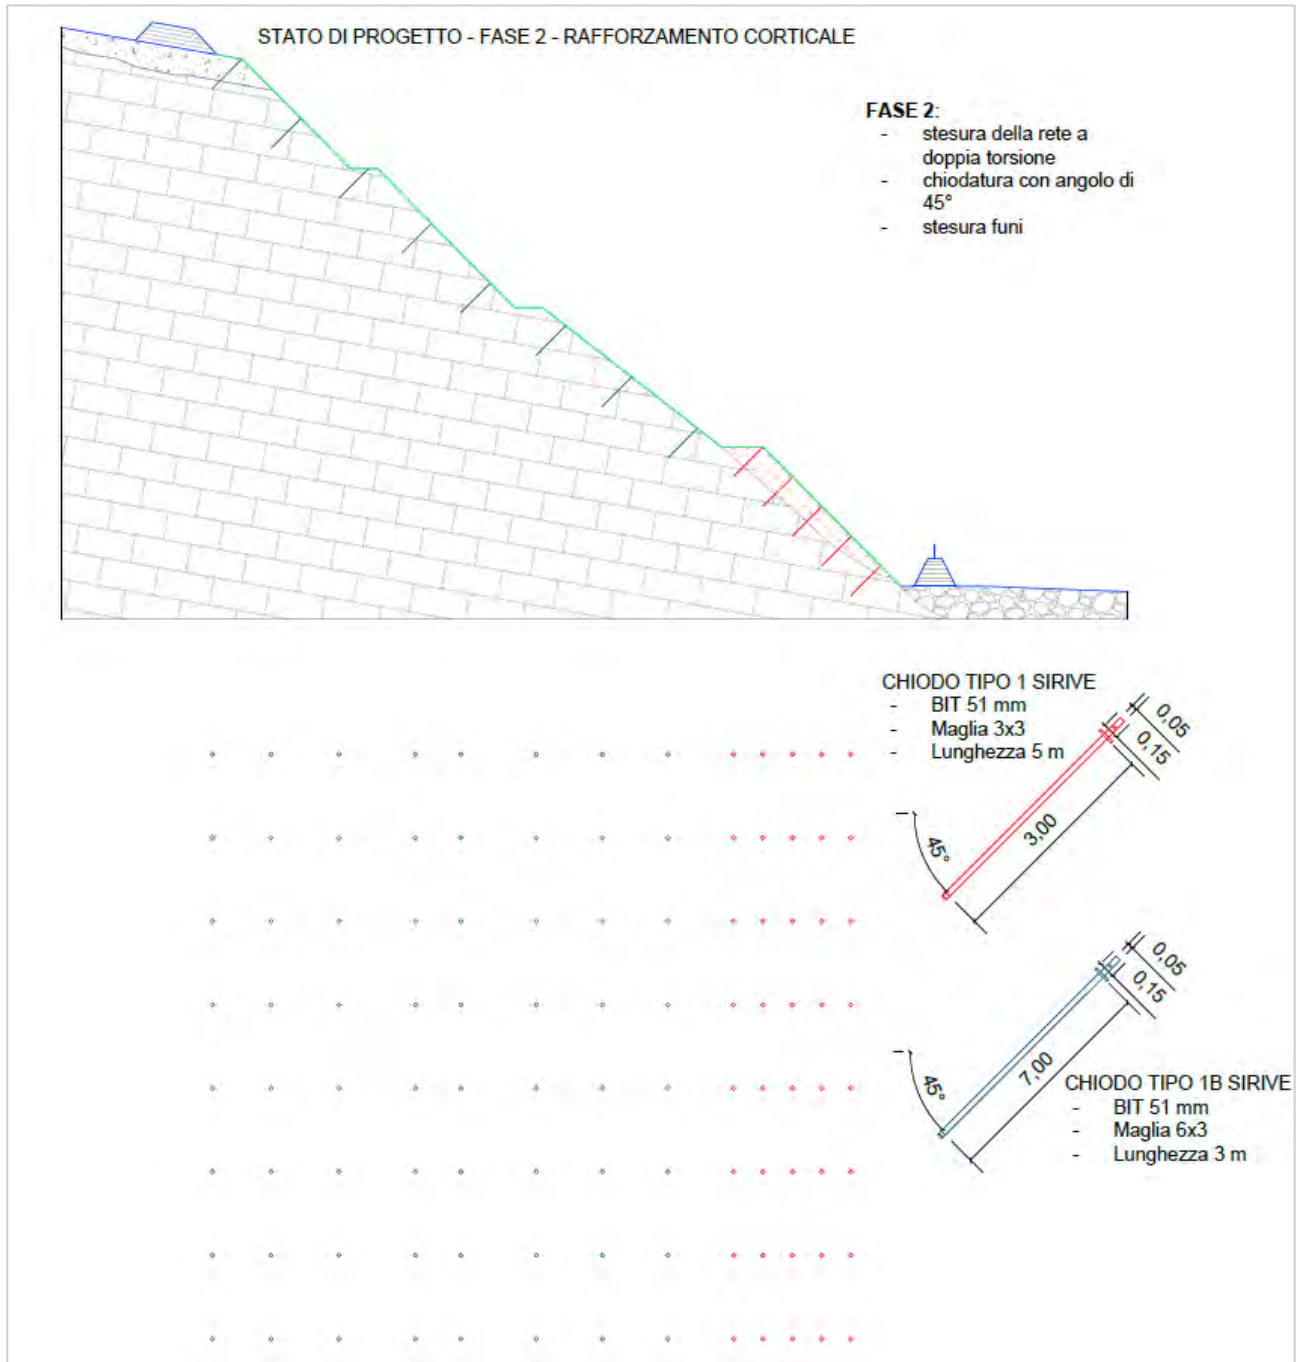 STATO DI PROGETTO - FASE 2 - RAFFORZAMENTO CORTICALE
FASE 2:
- stesura della rete a
doppia torsione
- chiodatura con angolo di
45°
- stesura funi
CHIODO TIPO 1 SIRIVE
- BIT 51 mm
- Maglia 3x3
- Lunghezza 5 m
0,05
0,15
3,00
45°
0,05
0,15
7,00
45°
CHIODO TIPO 1B SIRIVE
- BIT 51 mm
- Maglia 6x3
- Lunghezza 3 m